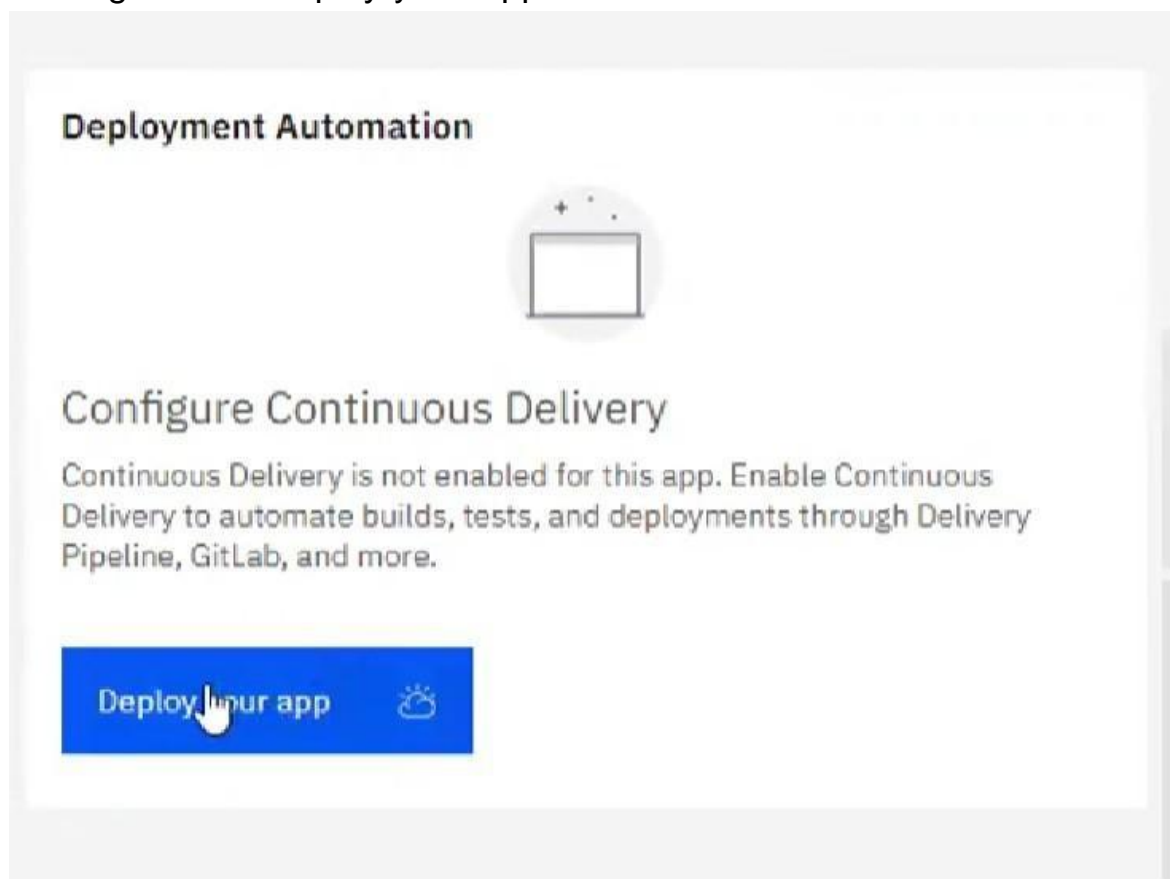 Deployment Automation
Configure Continuous Delivery
Continuous Delivery is not enabled for this app. Enable Continuous
Delivery to automate builds, tests, and deployments through Delivery
Pipeline, GitLab, and more.
Deploy your app